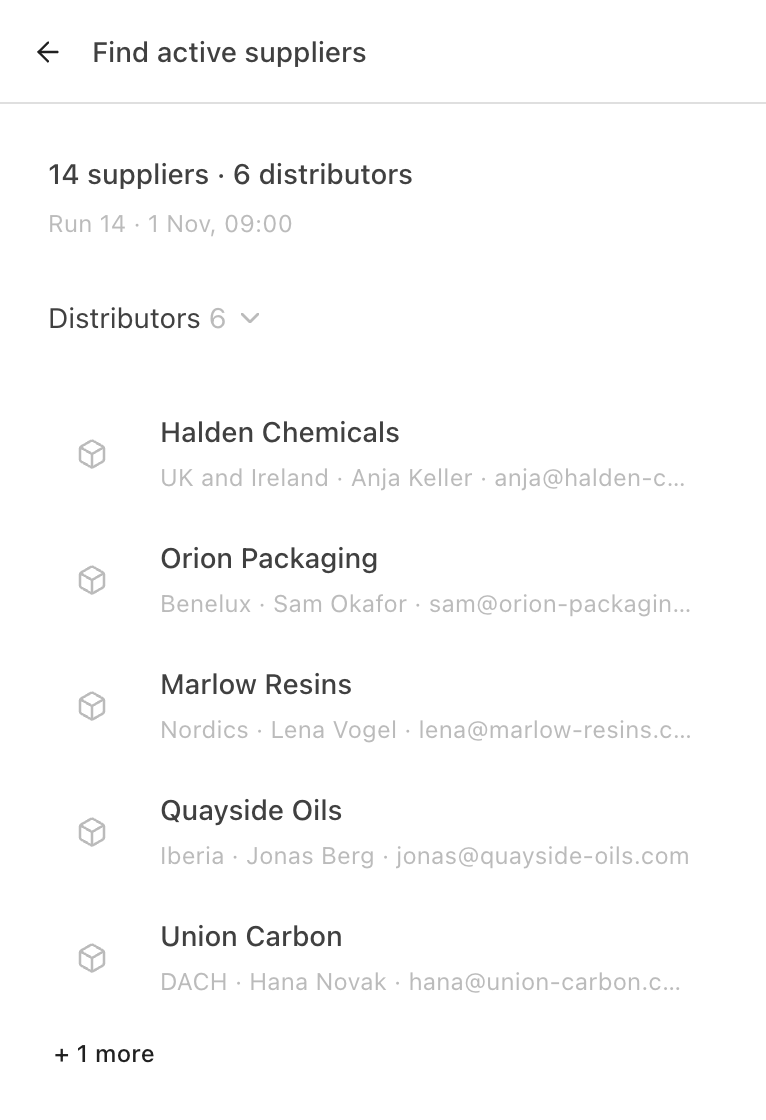 Find active suppliers
14 suppliers · 6 distributors
Run 14 · 1 Nov, 09:00
Distributors 6
Halden Chemicals
UK and Ireland · Anja Keller · anja@halden-c...
Orion Packaging
Benelux · Sam Okafor · sam@orion-packagin...
Marlow Resins
Nordics · Lena Vogel · lena@marlow-resins.c...
Quayside Oils
Iberia · Jonas Berg · jonas@quayside-oils.com
Union Carbon
DACH · Hana Novak · hana@union-carbon.c...
+ 1 more